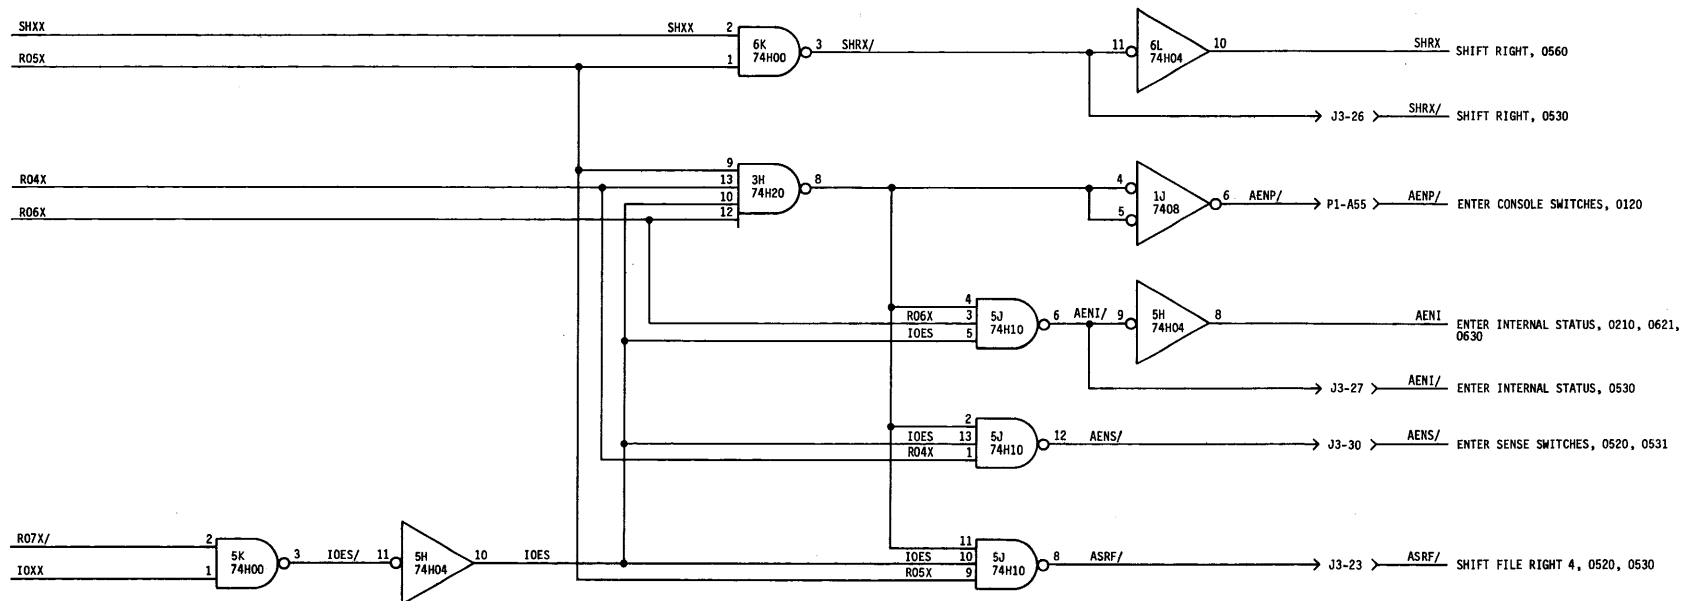 SHXX SHXX 2 6K 74H00 1 3 SHRX/ 11 6L 74H04 10 SHRX SHIFT RIGHT, 0560
R05X
J3-26 SHRX/ SHIFT RIGHT, 0530
R04X 9 13 10 12 3H 74H20 8 4 5 1J 7408 6 AENP/ P1-A55 AENP/ ENTER CONSOLE SWITCHES, 0120
R06X
4 R06X 3 IOES 5 5J 74H10 6 AENI/ 9 5H 74H04 8 AENI ENTER INTERNAL STATUS, 0210, 0621,
0630
J3-27 AENI/ ENTER INTERNAL STATUS, 0530
2 IOES 13 R04X 1 5J 74H10 12 AENS/ J3-30 AENS/ ENTER SENSE SWITCHES, 0520, 0531
R07X/ 2 IOXX 1 5K 74H00 3 IOES/ 11 5H 74H04 10 IOES
11 IOES 10 R05X 9 5J 74H10 8 ASRF/ J3-23 ASRF/ SHIFT FILE RIGHT 4, 0520, 0530